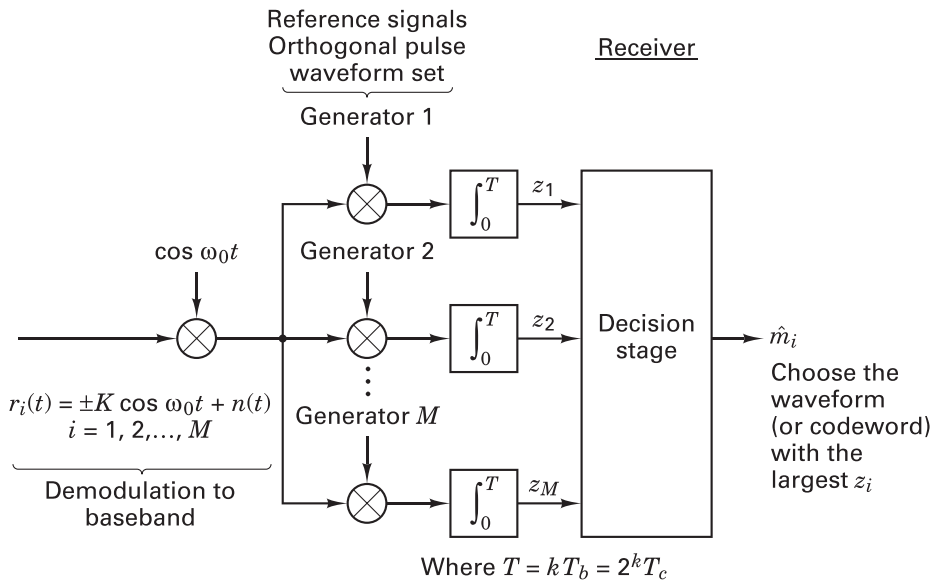 Reference signals
Orthogonal pulse
waveform set
Receiver
Generator 1
∫₀ᵀ
z₁
cos ω₀t
Generator 2
∫₀ᵀ
z₂
Decision
stage
m̂ᵢ
Choose the
waveform
(or codeword)
with the
largest zᵢ
rᵢ(t) = ±K cos ω₀t + n(t)
i = 1, 2,..., M
Generator M
∫₀ᵀ
z_M
Demodulation to
baseband
Where T = kT_b = 2ᵏT_c